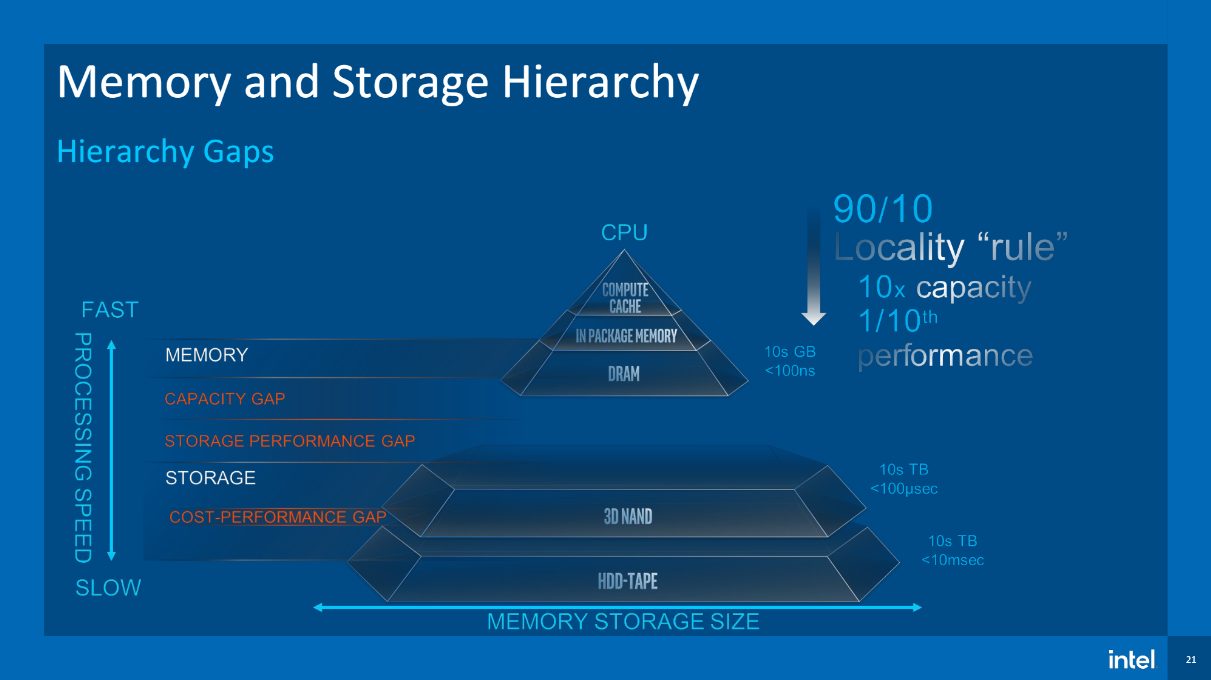 Memory and Storage Hierarchy
Hierarchy Gaps
90/10
Locality “rule”
10x capacity
1/10th
performance
CPU
COMPUTE
CACHE
IN PACKAGE MEMORY
DRAM
10s GB
<100ns
FAST
PROCESSING SPEED
SLOW
MEMORY
CAPACITY GAP
STORAGE PERFORMANCE GAP
STORAGE
COST-PERFORMANCE GAP
3D NAND
10s TB
<100µsec
HDD-TAPE
10s TB
<10msec
MEMORY STORAGE SIZE
intel
21